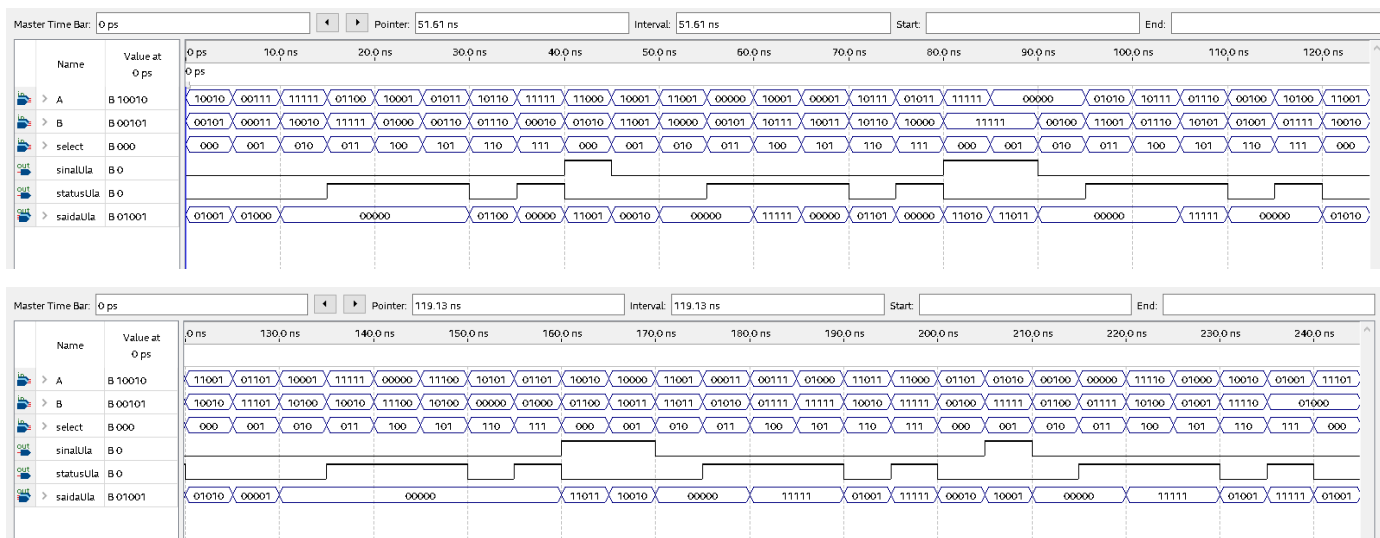 Master Time Bar: 0 ps Pointer: 51.61 ns Interval: 51.61 ns Start: End:
Name Value at 0 ps 0 ps 10.0 ns 20.0 ns 30.0 ns 40.0 ns 50.0 ns 60.0 ns 70.0 ns 80.0 ns 90.0 ns 100.0 ns 110.0 ns 120.0 ns
0 ps
A B 10010 10010 00111 11111 01100 10001 01011 10110 11111 11000 10001 11001 00000 10001 00001 10111 01011 11111 00000 01010 10111 01110 00100 10100 11001
B B 00101 00101 00011 10010 11111 01000 00110 01110 00010 01010 11001 10000 00101 10111 10011 10110 10000 11111 00100 11001 01110 10101 01001 01111 10010
select B 000 000 001 010 011 100 101 110 111 000 001 010 011 100 101 110 111 000 001 010 011 100 101 110 111 000
sinalUla B 0
statusUla B 0
saidaUla B 01001 01001 01000 00000 01100 00000 11001 00010 00000 11111 00000 01101 00000 11010 11011 00000 11111 00000 01010
Master Time Bar: 0 ps Pointer: 119.13 ns Interval: 119.13 ns Start: End:
Name Value at 0 ps .0 ns 130.0 ns 140.0 ns 150.0 ns 160.0 ns 170.0 ns 180.0 ns 190.0 ns 200.0 ns 210.0 ns 220.0 ns 230.0 ns 240.0 ns
A B 10010 11001 01101 10001 11111 00000 11100 10101 01101 10010 10000 11001 00011 00111 01000 11011 11000 01101 01010 00100 00000 11110 01000 10010 01001 11101
B B 00101 10010 11101 10100 10010 11100 10100 00000 01000 01100 10011 11011 01010 01111 11111 10010 11111 00100 11111 01100 01111 10100 01001 11110 01000
select B 000 000 001 010 011 100 101 110 111 000 001 010 011 100 101 110 111 000 001 010 011 100 101 110 111 000
sinalUla B 0
statusUla B 0
saidaUla B 01001 01010 00001 00000 11011 10010 00000 11111 01001 11111 00010 10001 00000 11111 01001 11111 01001